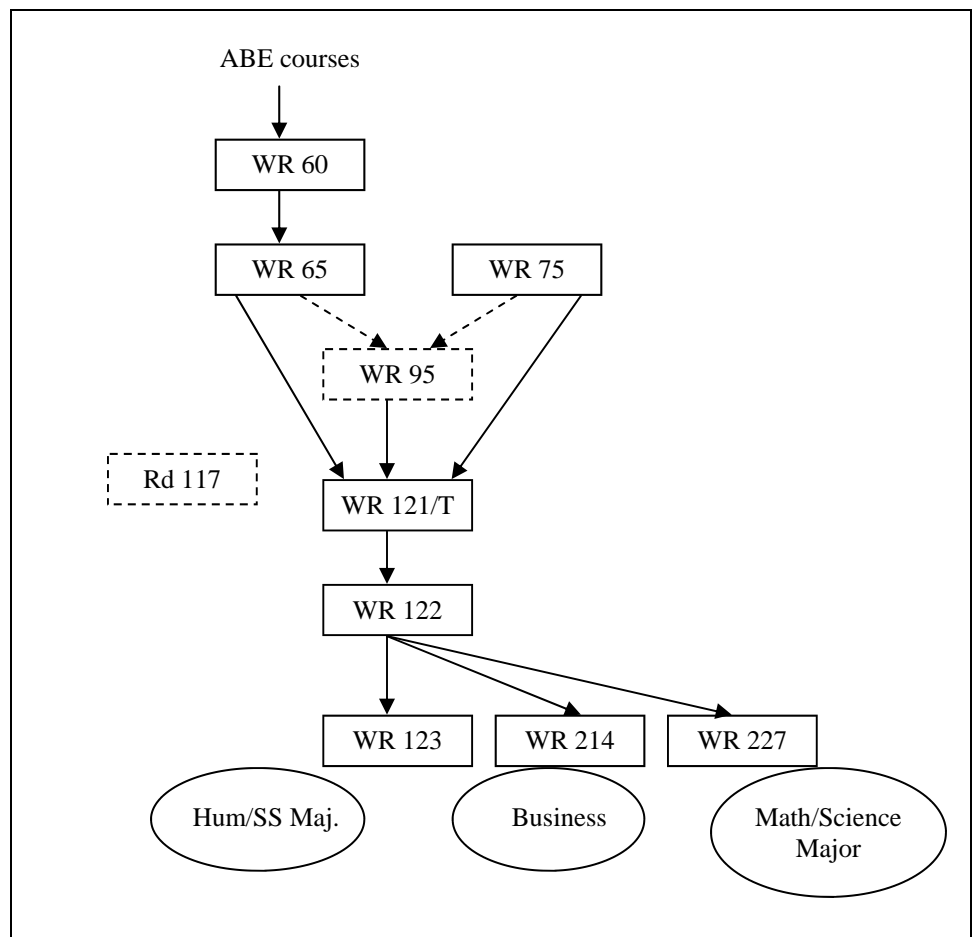 ABE courses
WR 60
WR 65
WR 75
WR 95
Rd 117
WR 121/T
WR 122
WR 123
WR 214
WR 227
Hum/SS Maj.
Business
Math/Science
Major